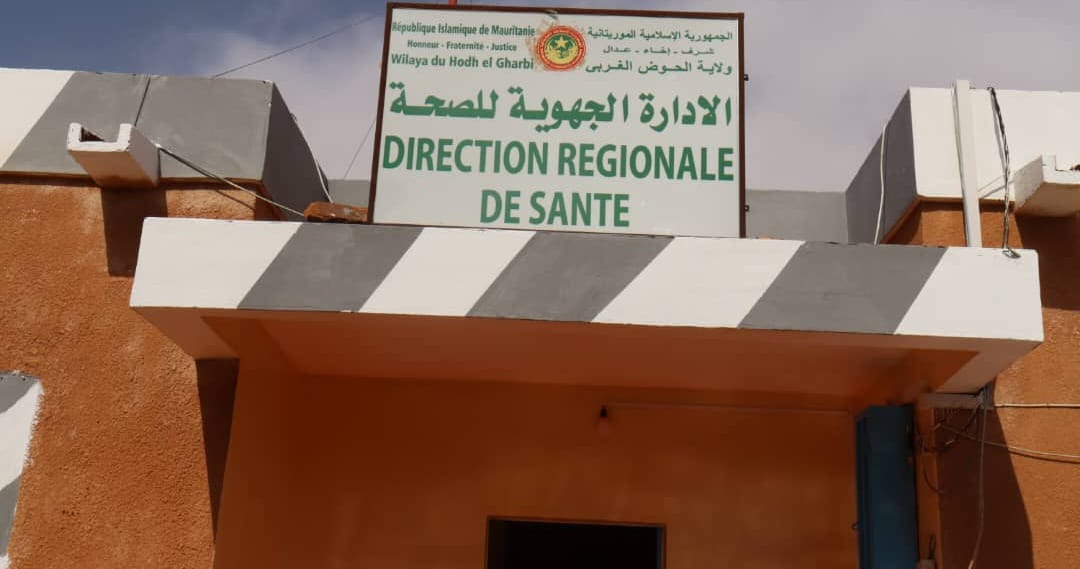 République Islamique de Mauritanie
Honneur - Fraternité - Justice
Wilaya du Hodh el Gharbi
الجمهورية الإسلامية الموريتانية
شرف - إخاء - عدال
ولاية الحوض الغربي
الادارة الجهوية للصحة
DIRECTION REGIONALE
DE SANTE